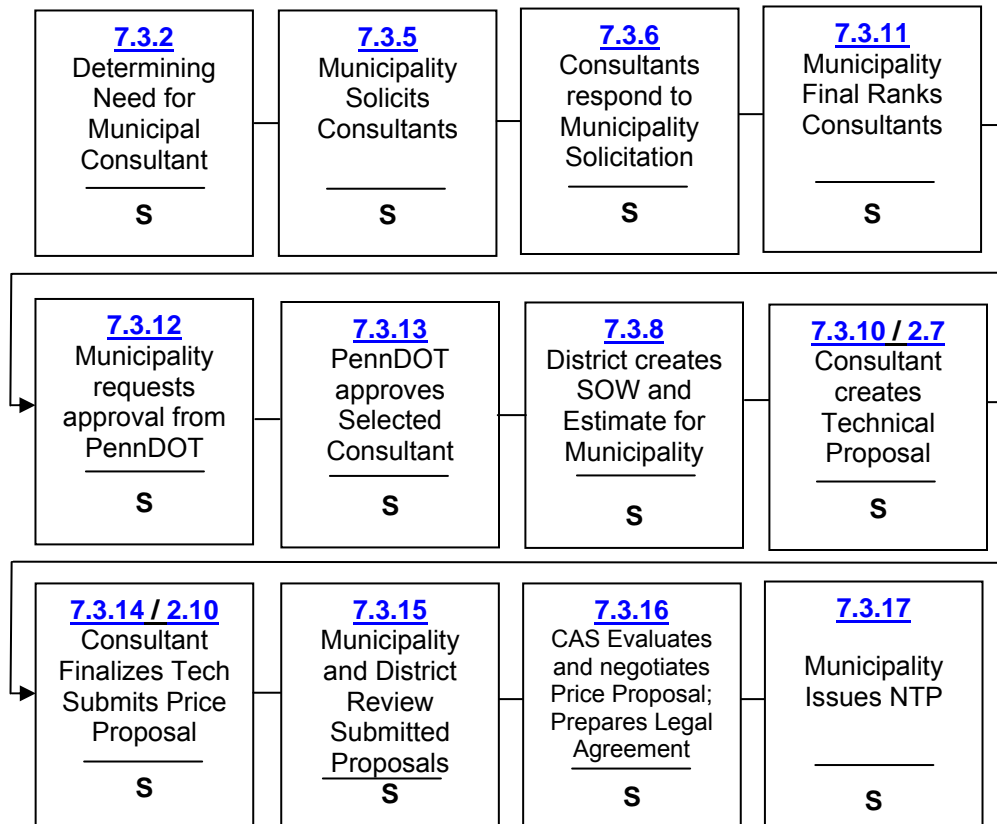 7.3.2
Determining
Need for
Municipal
Consultant
S
7.3.5
Municipality
Solicits
Consultants
S
7.3.6
Consultants
respond to
Municipality
Solicitation
S
7.3.11
Municipality
Final Ranks
Consultants
S
7.3.12
Municipality
requests
approval from
PennDOT
S
7.3.13
PennDOT
approves
Selected
Consultant
S
7.3.8
District creates
SOW and
Estimate for
Municipality
S
7.3.10 / 2.7
Consultant
creates
Technical
Proposal
S
7.3.14 / 2.10
Consultant
Finalizes Tech
Submits Price
Proposal
S
7.3.15
Municipality
and District
Review
Submitted
Proposals
S
7.3.16
CAS Evaluates
and negotiates
Price Proposal;
Prepares Legal
Agreement
S
7.3.17
Municipality
Issues NTP
S